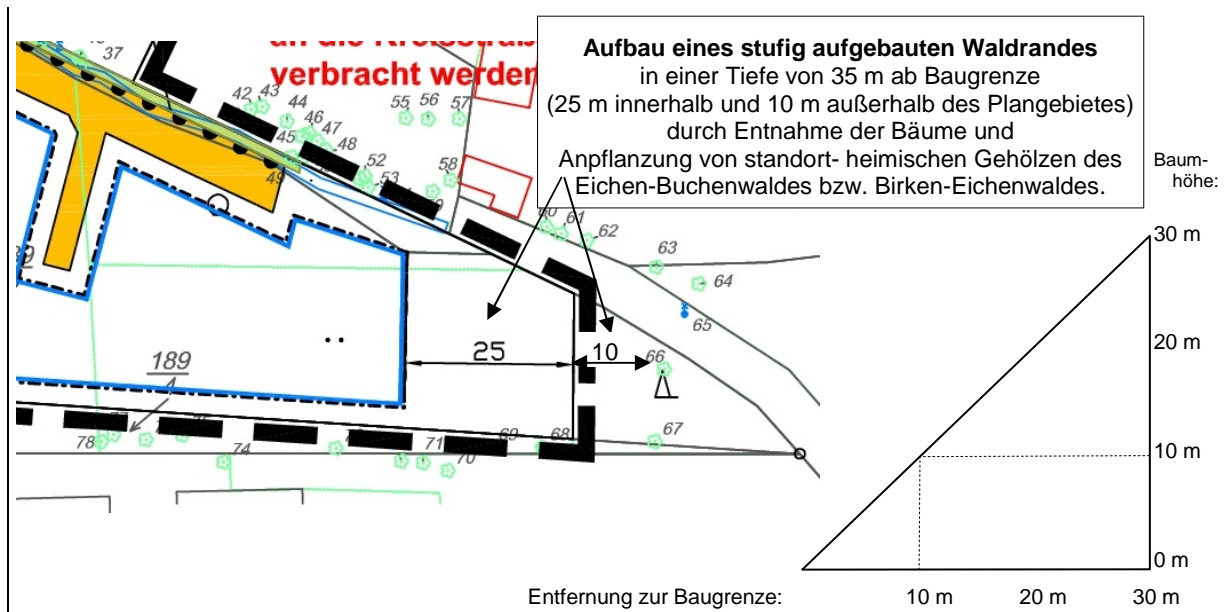 an die Kreisstraß
verbracht werden
Aufbau eines stufig aufgebauten Waldrandes
in einer Tiefe von 35 m ab Baugrenze
(25 m innerhalb und 10 m außerhalb des Plangebietes)
durch Entnahme der Bäume und
Anpflanzung von standort- heimischen Gehölzen des
Eichen-Buchenwaldes bzw. Birken-Eichenwaldes.
Baum-
höhe:
37
42 43
44
45
46
47
48
49
52
53
55 56 57
58
60
61
62
63
64
65
66
67
68
69
70
71
74
78
189
4
25
10
30 m
20 m
10 m
0 m
Entfernung zur Baugrenze: 10 m 20 m 30 m